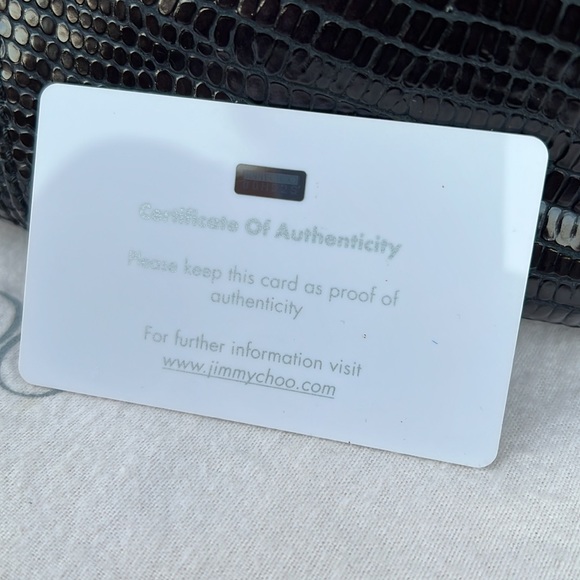 Certificate Of Authenticity
Please keep this card as proof of
authenticity
For further information visit
www.jimmychoo.com